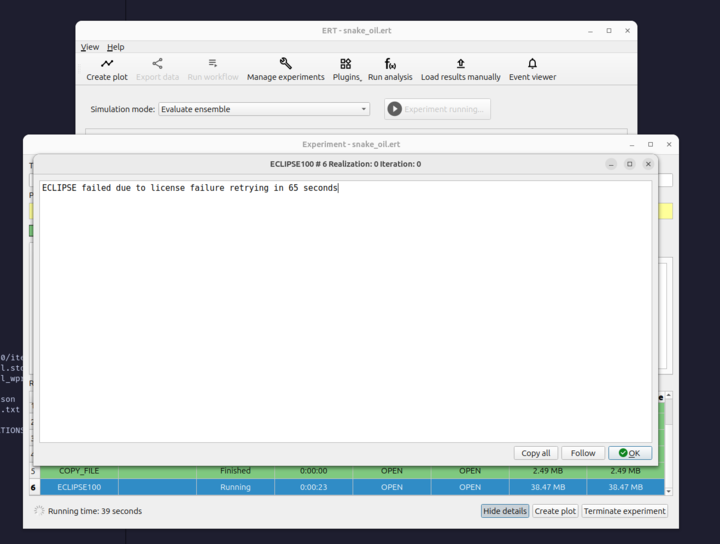 ERT - snake_oil.ert
View Help
Create plot
Export data
Run workflow
Manage experiments
Plugins
Run analysis
Load results manually
Event viewer
Simulation mode:
Evaluate ensemble
Experiment running...
Experiment - snake_oil.ert
ECLIPSE100 # 6 Realization: 0 Iteration: 0
ECLIPSE failed due to license failure retrying in 65 seconds
Copy all
Follow
OK
0/ite
l.sto
l_wpr
son
.txt
TIONS
5 COPY_FILE Finished 0:00:00 OPEN OPEN 2.49 MB 2.49 MB
6 ECLIPSE100 Running 0:00:23 OPEN OPEN 38.47 MB 38.47 MB
Running time: 39 seconds
Hide details
Create plot
Terminate experiment